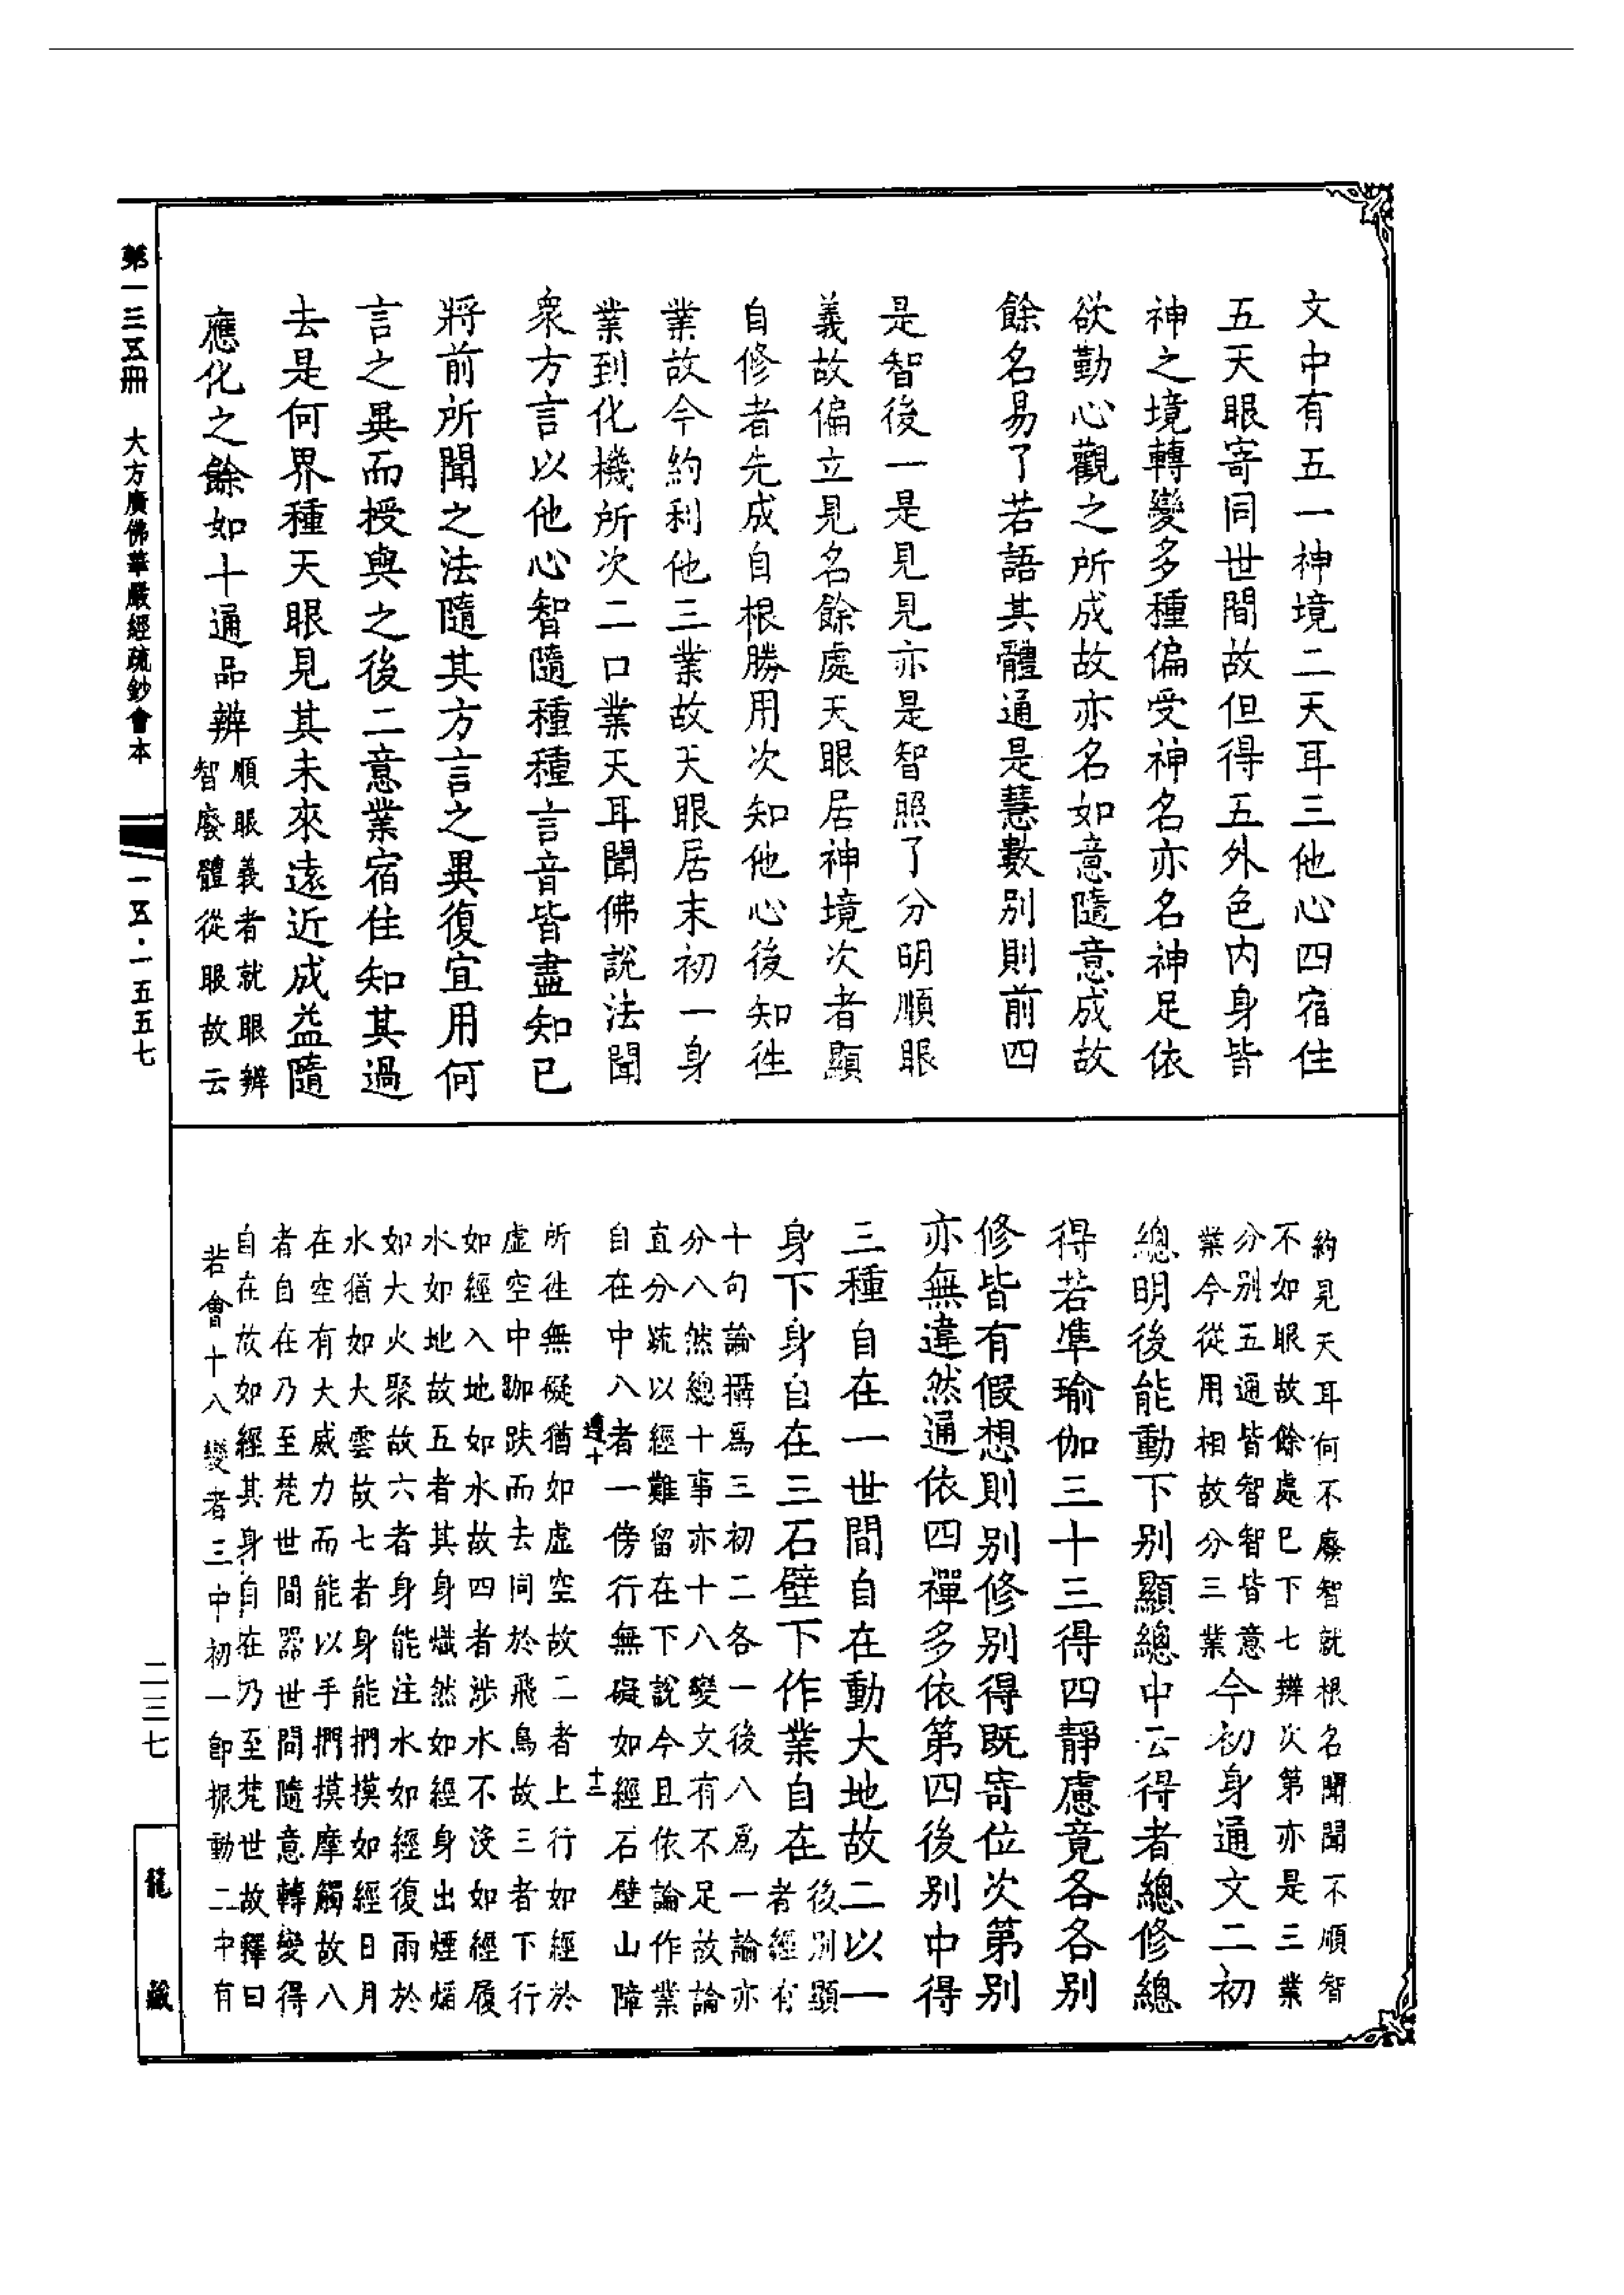 文中有五一神境二天耳三他心四宿住
五天眼寄同世間故但得五外色內身皆
神之境轉變多種偏受神名亦名神足依
欲勤心觀之所成故亦名如意隨意成故
餘名易了若語其體通是慧數別則前四
是智後一是見見亦是智照了分明順眼
義故偏立見名餘處天眼居神境次者顯
自修者先成自根勝用次知他心後知徃
業故今約利他三業故天眼居末初一身
業到化機所次二口業天耳聞佛說法聞
衆方言以他心智隨種種言音皆盡知已
將前所聞之法隨其方言之異復宜用何
言之異而授與之後二意業宿住知其過
去是何界種天眼見其未來遠近成益隨
應化之餘如十通品辨
順眼義者就眼辨
智廢體從眼故云
約見天耳何不廢智就根名聞聞不順智
不如眼故餘處已下七辨次第亦是三業
分別五通皆智智皆意
業今從用相故分三業
今初身通文二初
總明後能動下别顯總中云得者總修總
得若準瑜伽三十三得四靜慮竟各各别
修皆有假想則别修别得既寄位次第别
亦無違然通依四禪多依第四後别中得
三種自在一世間自在動大地故二以一
身下身自在三石壁下作業自在
後別顯
者經有
十句論攝爲三初二各一後八爲一論亦
分八然總十事亦十八變文有不足故論
直分䟽以經難留在下說今且依論作業
自在中八者一傍行無礙如經石壁山障
遵十
十二
所徃無礙猶如虛空故二者上行如經於
虛空中跏趺而去同於飛鳥故三者下行
如經入地如水故四者涉水不沒如經履
水如地故五者其身熾然如經身出煙𦦨
如大火聚故六者身能注水如經復雨於
水猶如大雲故七者身能捫摸如經日月
在空有大威力而能以手捫摸摩觸故八
者自在乃至梵世間器世間隨意轉變得
自在故如經其身自在乃至梵世故釋曰
若會十八變者三中初一卽振動二中有
第一三五冊　大方廣佛華嚴經疏鈔會本　一五·一五五七
二三七
龍藏